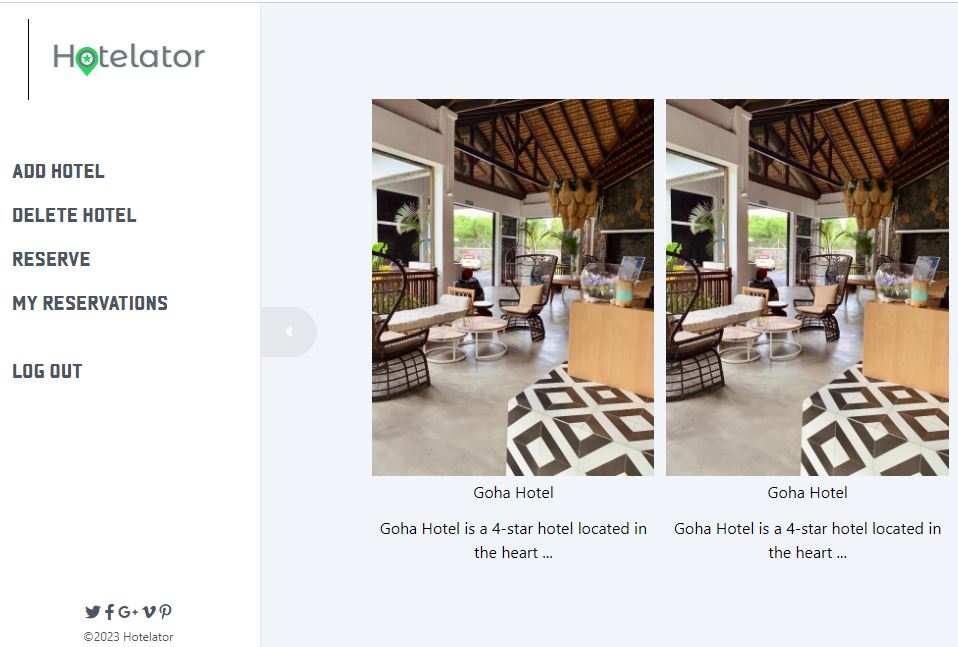 Hotelator
ADD HOTEL
DELETE HOTEL
RESERVE
MY RESERVATIONS
LOG OUT
Goha Hotel
Goha Hotel is a 4-star hotel located in
the heart ...
Goha Hotel
Goha Hotel is a 4-star hotel located in
the heart ...
©2023 Hotelator